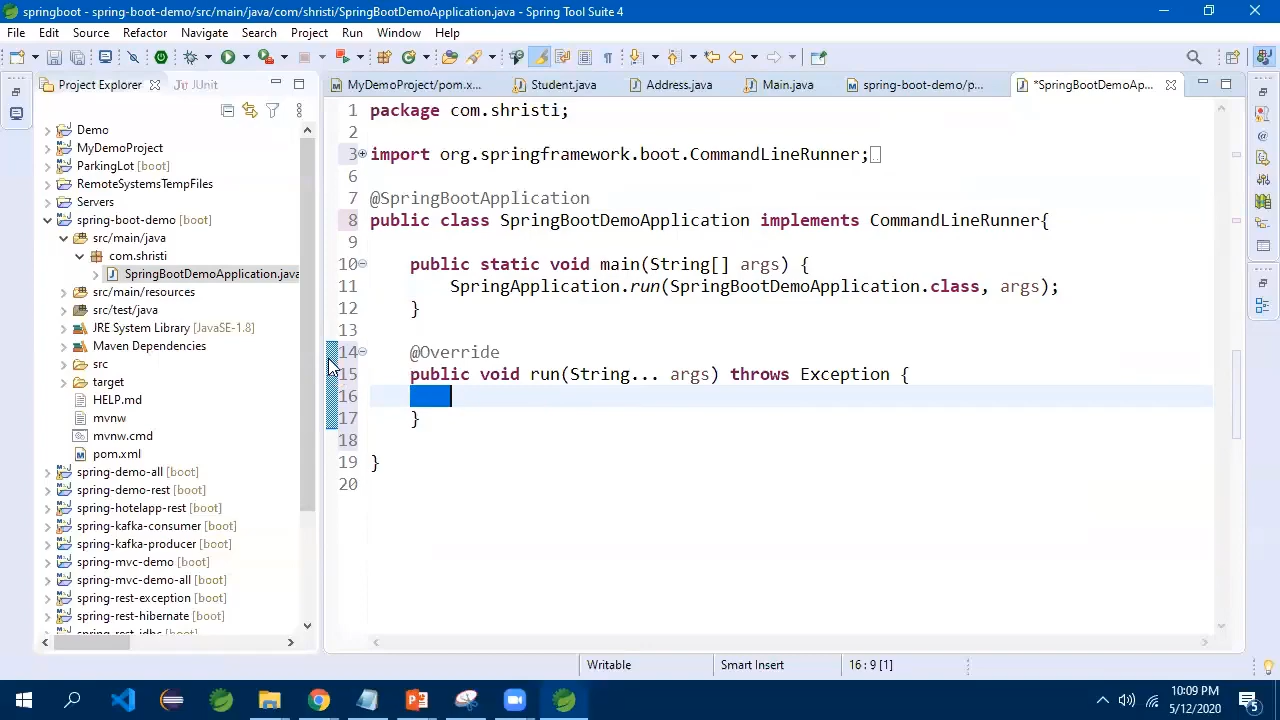 springboot - spring-boot-demo/src/main/java/com/shristi/SpringBootDemoApplication.java - Spring Tool Suite 4
File Edit Source Refactor Navigate Search Project Run Window Help
Project Explorer JUnit
MyDemoProject/pom.x... Student.java Address.java Main.java spring-boot-demo/p... *SpringBootDemoAp...
Demo
MyDemoProject
ParkingLot [boot]
RemoteSystemsTempFiles
Servers
spring-boot-demo [boot]
src/main/java
com.shristi
SpringBootDemoApplication.java
src/main/resources
src/test/java
JRE System Library [JavaSE-1.8]
Maven Dependencies
src
target
HELP.md
mvnw
mvnw.cmd
pom.xml
spring-demo-all [boot]
spring-demo-rest [boot]
spring-hotelapp-rest [boot]
spring-kafka-consumer [boot]
spring-kafka-producer [boot]
spring-mvc-demo [boot]
spring-mvc-demo-all [boot]
spring-rest-exception [boot]
spring-rest-hibernate [boot]
spring-rest-jdbc [boot]
1 package com.shristi;
2
3 import org.springframework.boot.CommandLineRunner;
6
7 @SpringBootApplication
8 public class SpringBootDemoApplication implements CommandLineRunner{
9
10 public static void main(String[] args) {
11 SpringApplication.run(SpringBootDemoApplication.class, args);
12 }
13
14 @Override
15 public void run(String... args) throws Exception {
16
17 }
18
19 }
20
Writable Smart Insert 16 : 9 [1]
10:09 PM
5/12/2020
5